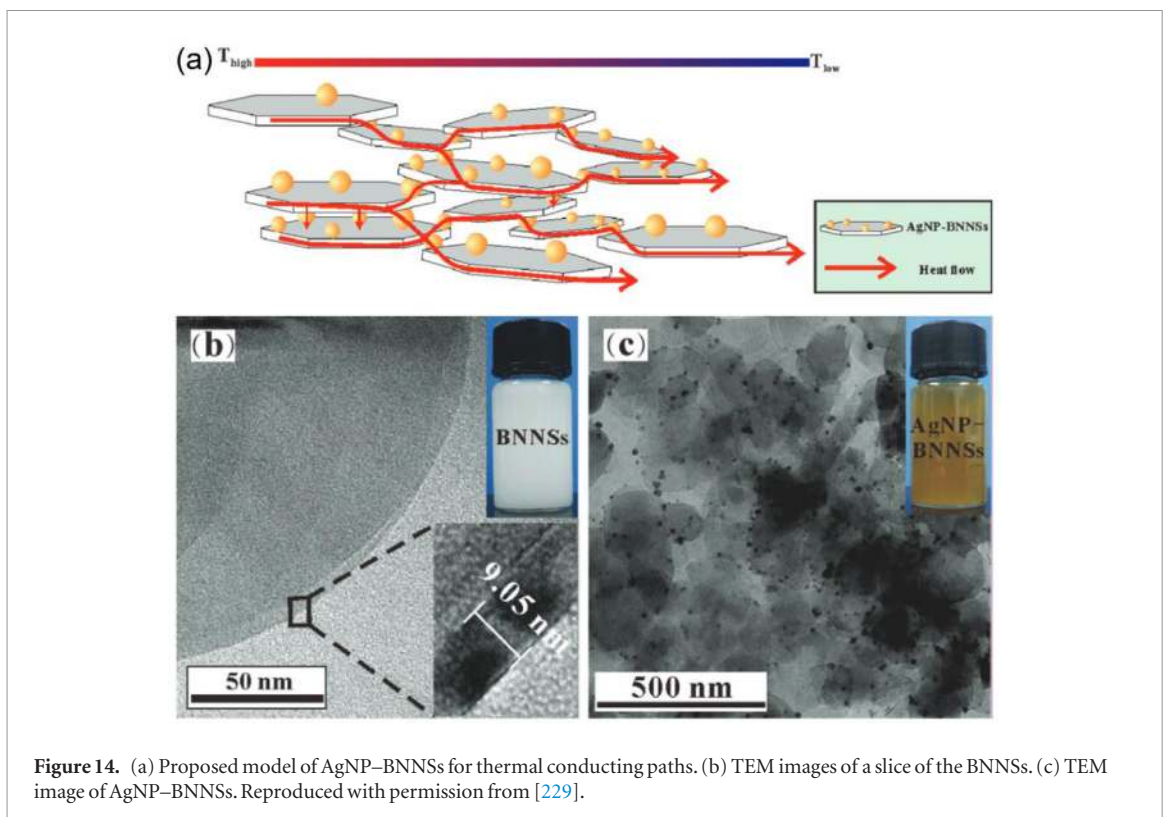 (a) T high T low
AgNP-BNNSs
Heat flow
(b)
BNNSs
9.05 nm
50 nm
(c)
AgNP-
BNNSs
500 nm
Figure 14. (a) Proposed model of AgNP–BNNSs for thermal conducting paths. (b) TEM images of a slice of the BNNSs. (c) TEM
image of AgNP–BNNSs. Reproduced with permission from [229].